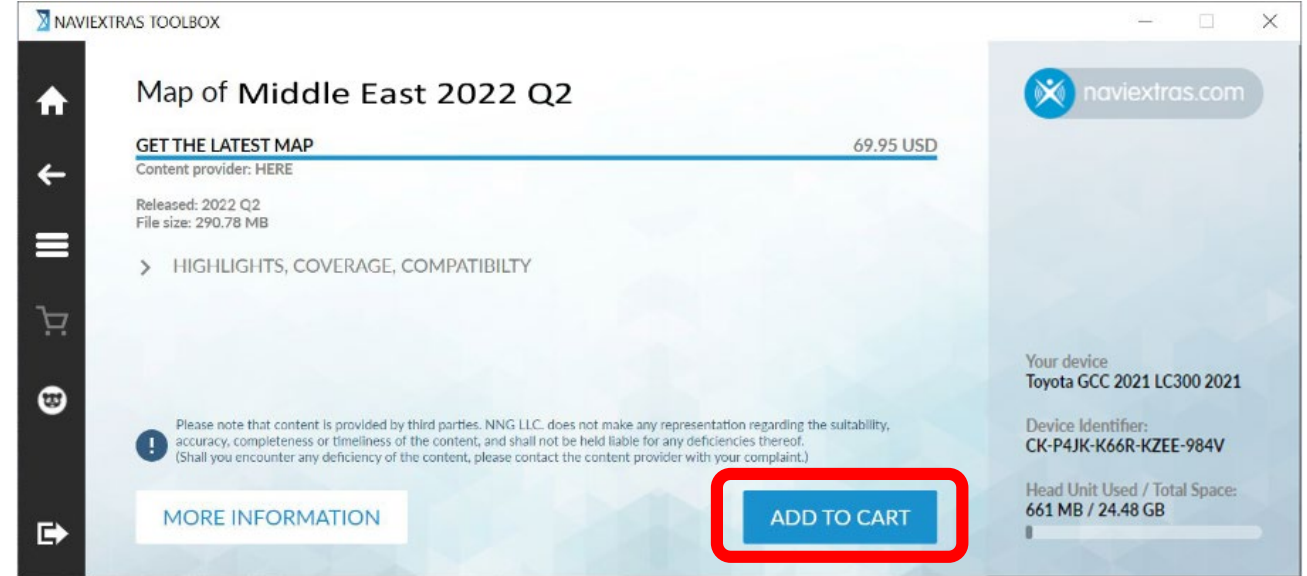 NAVIEXTRAS TOOLBOX
Map of Middle East 2022 Q2
GET THE LATEST MAP 69.95 USD
Content provider: HERE
Released: 2022 Q2
File size: 290.78 MB
HIGHLIGHTS, COVERAGE, COMPATIBILTY
Please note that content is provided by third parties. NNG LLC. does not make any representation regarding the suitability,
accuracy, completeness or timeliness of the content, and shall not be held liable for any deficiencies thereof.
(Shall you encounter any deficiency of the content, please contact the content provider with your complaint.)
MORE INFORMATION
ADD TO CART
naviextras.com
Your device
Toyota GCC 2021 LC300 2021
Device Identifier:
CK-P4JK-K66R-KZEE-984V
Head Unit Used / Total Space:
661 MB / 24.48 GB